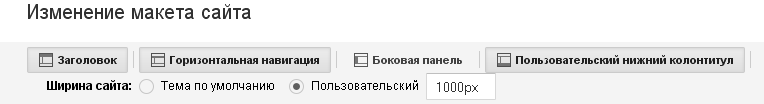 Изменение макета сайта
Заголовок Горизонтальная навигация Боковая панель Пользовательский нижний колонтитул
Ширина сайта: Тема по умолчанию Пользовательский 1000px